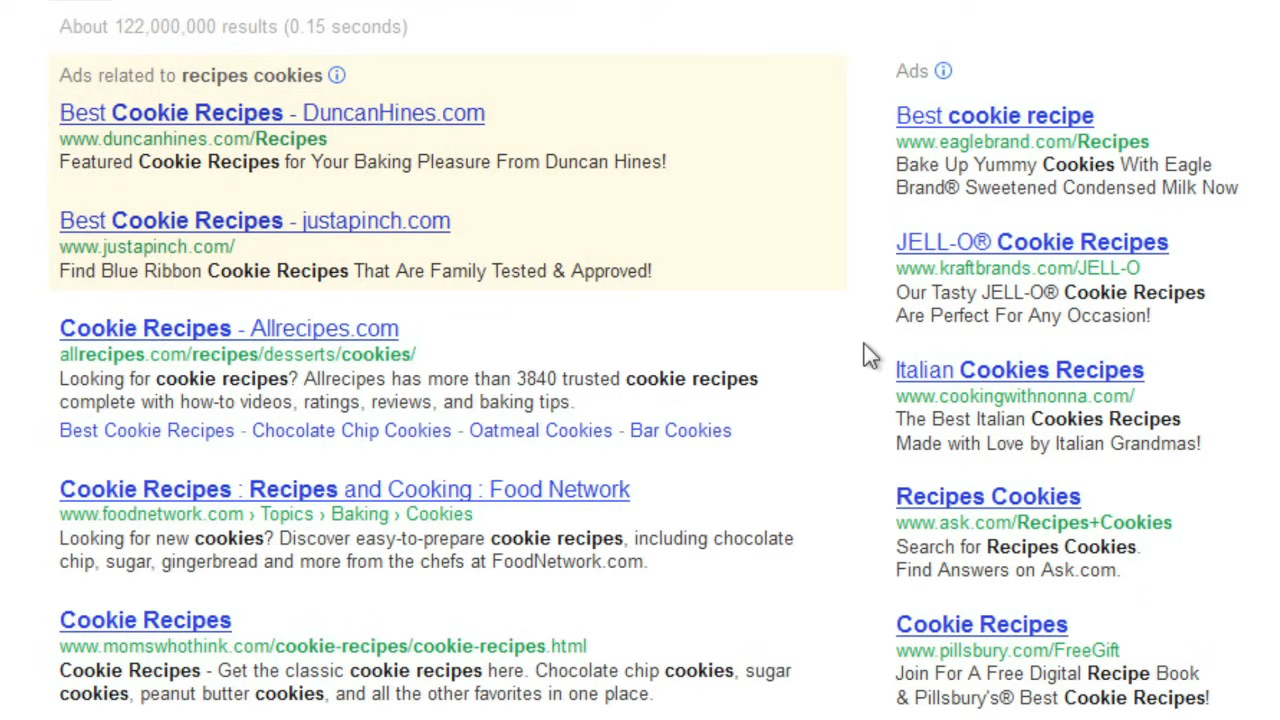 About 122,000,000 results (0.15 seconds)
Ads related to recipes cookies
Best Cookie Recipes - DuncanHines.com
www.duncanhines.com/Recipes
Featured Cookie Recipes for Your Baking Pleasure From Duncan Hines!
Best Cookie Recipes - justapinch.com
www.justapinch.com/
Find Blue Ribbon Cookie Recipes That Are Family Tested & Approved!
Cookie Recipes - Allrecipes.com
allrecipes.com/recipes/desserts/cookies/
Looking for cookie recipes? Allrecipes has more than 3840 trusted cookie recipes
complete with how-to videos, ratings, reviews, and baking tips.
Best Cookie Recipes - Chocolate Chip Cookies - Oatmeal Cookies - Bar Cookies
Cookie Recipes : Recipes and Cooking : Food Network
www.foodnetwork.com › Topics › Baking › Cookies
Looking for new cookies? Discover easy-to-prepare cookie recipes, including chocolate
chip, sugar, gingerbread and more from the chefs at FoodNetwork.com.
Cookie Recipes
www.momswhothink.com/cookie-recipes/cookie-recipes.html
Cookie Recipes - Get the classic cookie recipes here. Chocolate chip cookies, sugar
cookies, peanut butter cookies, and all the other favorites in one place.
Ads
Best cookie recipe
www.eaglebrand.com/Recipes
Bake Up Yummy Cookies With Eagle
Brand® Sweetened Condensed Milk Now
JELL-O® Cookie Recipes
www.kraftbrands.com/JELL-O
Our Tasty JELL-O® Cookie Recipes
Are Perfect For Any Occasion!
Italian Cookies Recipes
www.cookingwithnonna.com/
The Best Italian Cookies Recipes
Made with Love by Italian Grandmas!
Recipes Cookies
www.ask.com/Recipes+Cookies
Search for Recipes Cookies.
Find Answers on Ask.com.
Cookie Recipes
www.pillsbury.com/FreeGift
Join For A Free Digital Recipe Book
& Pillsbury's® Best Cookie Recipes!